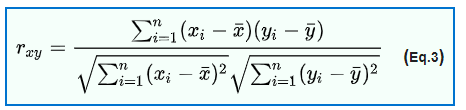 r_{xy} = \frac{\sum_{i=1}^{n}(x_i - \bar{x})(y_i - \bar{y})}{\sqrt{\sum_{i=1}^{n}(x_i - \bar{x})^2}\sqrt{\sum_{i=1}^{n}(y_i - \bar{y})^2}} (Eq.3)